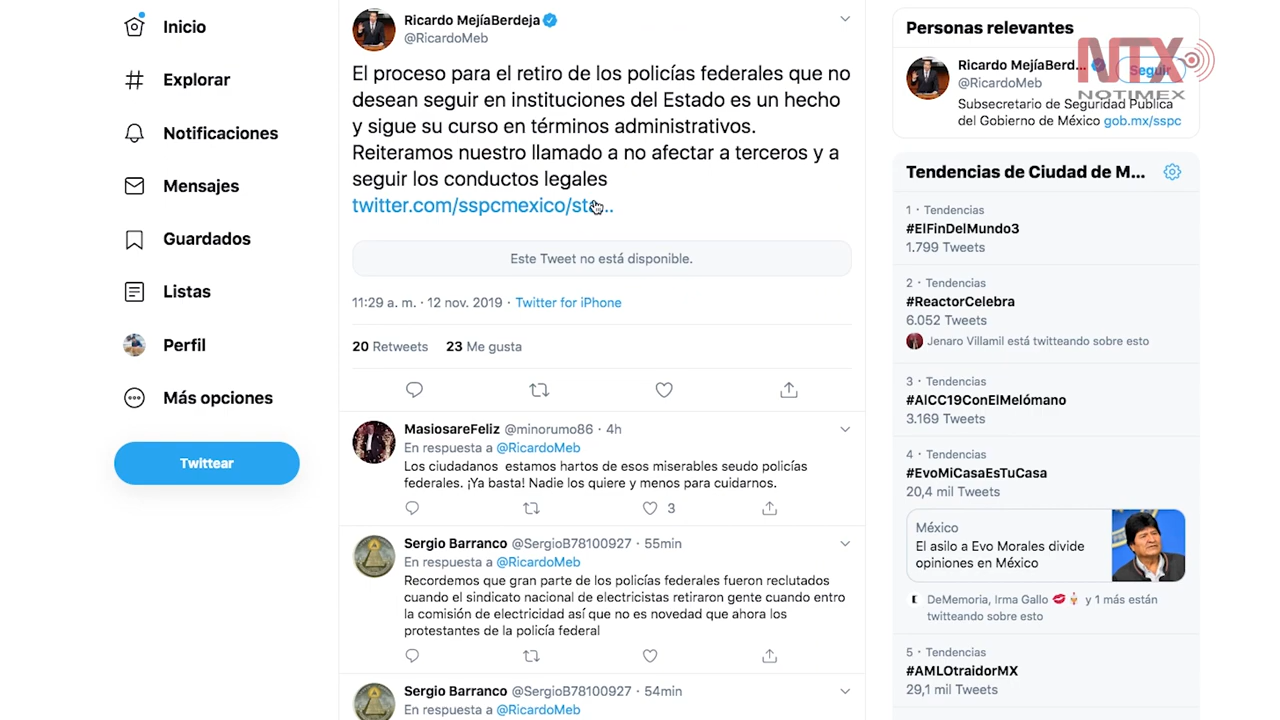 Inicio
Explorar
Notificaciones
Mensajes
Guardados
Listas
Perfil
Más opciones
Twittear
Ricardo MejíaBerdeja
@RicardoMeb
El proceso para el retiro de los policías federales que no
desean seguir en instituciones del Estado es un hecho
y sigue su curso en términos administrativos.
Reiteramos nuestro llamado a no afectar a terceros y a
seguir los conductos legales
twitter.com/sspcmexico/sta...
Este Tweet no está disponible.
11:29 a. m. · 12 nov. 2019 · Twitter for iPhone
20 Retweets 23 Me gusta
MasiosareFeliz @minorumo86 · 4h
En respuesta a @RicardoMeb
Los ciudadanos estamos hartos de esos miserables seudo policías
federales. ¡Ya basta! Nadie los quiere y menos para cuidarnos.
3
Sergio Barranco @SergioB78100927 · 55min
En respuesta a @RicardoMeb
Recordemos que gran parte de los policías federales fueron reclutados
cuando el sindicato nacional de electricistas retiraron gente cuando entro
la comisión de electricidad así que no es novedad que ahora los
protestantes de la policía federal
Sergio Barranco @SergioB78100927 · 54min
En respuesta a @RicardoMeb
Personas relevantes
NTX
NOTIMEX
Ricardo MejíaBerd...
Seguir
@RicardoMeb
Subsecretario de Seguridad Pública
del Gobierno de México gob.mx/sspc
Tendencias de Ciudad de M...
1 · Tendencias
#ElFinDelMundo3
1.799 Tweets
2 · Tendencias
#ReactorCelebra
6.052 Tweets
Jenaro Villamil está twitteando sobre esto
3 · Tendencias
#AlCC19ConElMelómano
3.169 Tweets
4 · Tendencias
#EvoMiCasaEsTuCasa
20,4 mil Tweets
México
El asilo a Evo Morales divide
opiniones en México
DeMemoria, Irma Gallo 💋 y 1 más están
twitteando sobre esto
5 · Tendencias
#AMLOtraidorMX
29,1 mil Tweets